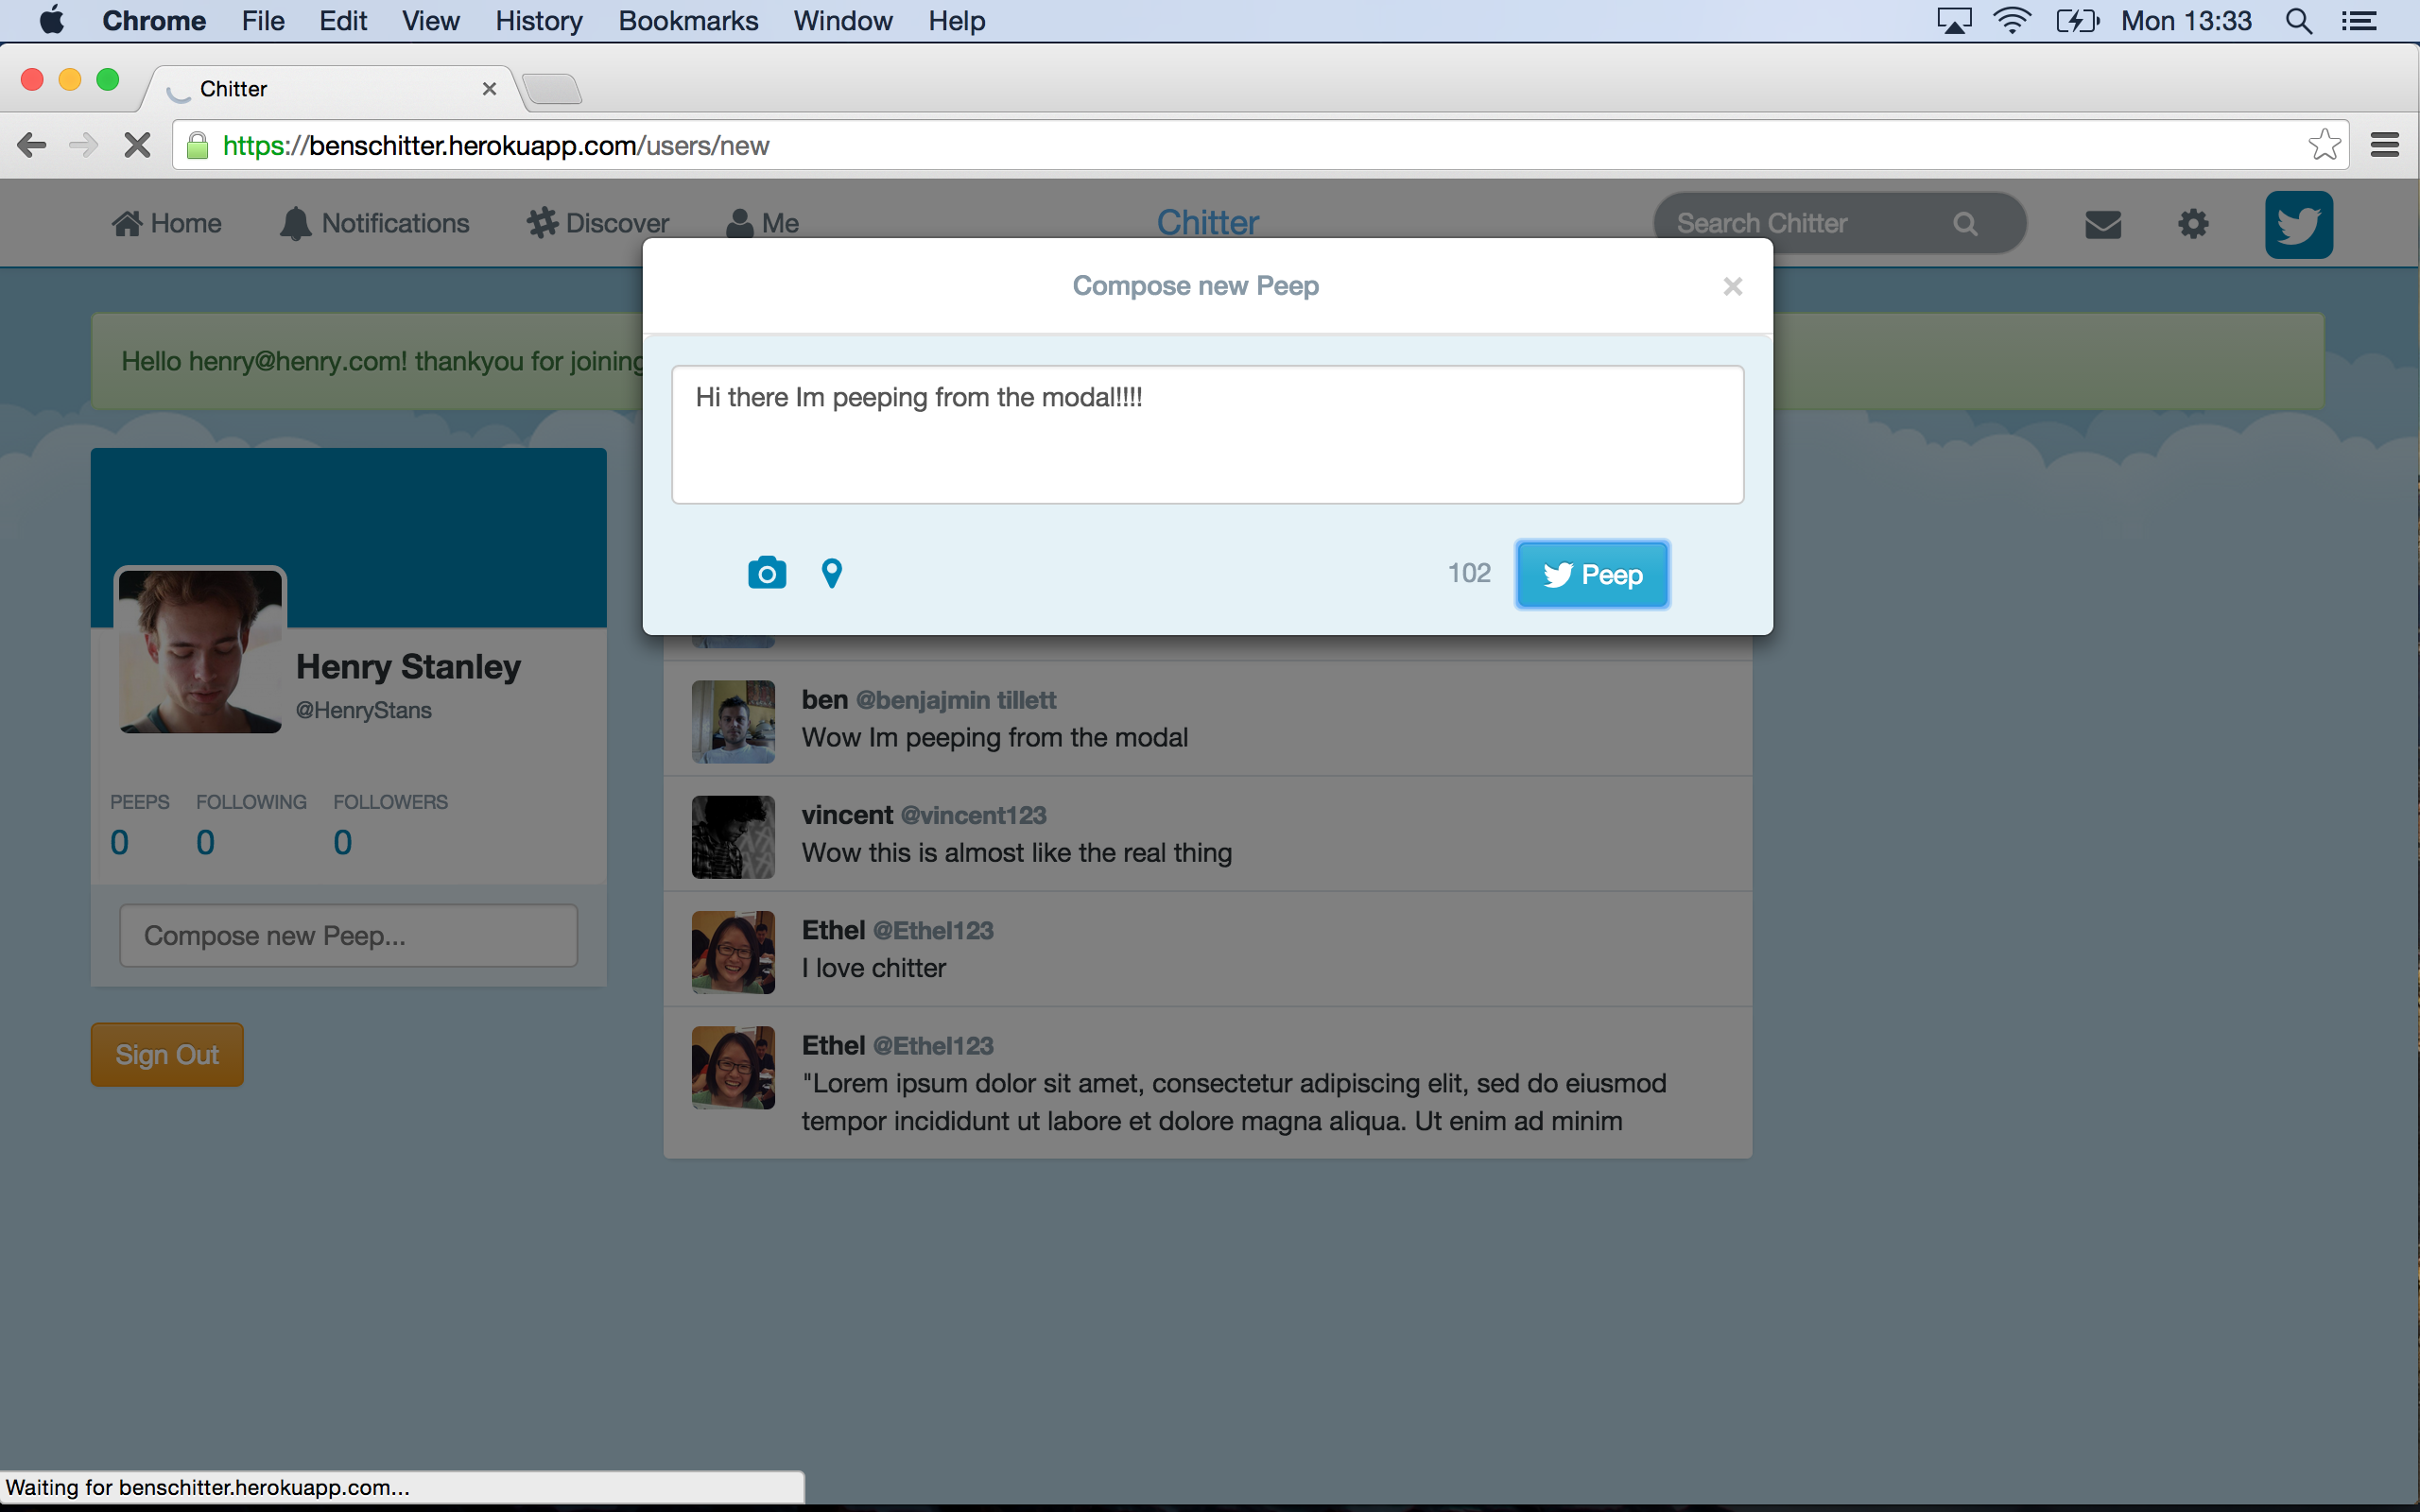 Chrome File Edit View History Bookmarks Window Help Mon 13:33
Chitter
https://benschitter.herokuapp.com/users/new
Home Notifications Discover Me Chitter Search Chitter
Compose new Peep ×
Hello henry@henry.com! thankyou for joining
Hi there Im peeping from the modal!!!!
102 Peep
Henry Stanley
@HenryStans
PEEPS FOLLOWING FOLLOWERS
0 0 0
Compose new Peep...
Sign Out
ben @benjajmin tillett
Wow Im peeping from the modal
vincent @vincent123
Wow this is almost like the real thing
Ethel @Ethel123
I love chitter
Ethel @Ethel123
"Lorem ipsum dolor sit amet, consectetur adipiscing elit, sed do eiusmod
tempor incididunt ut labore et dolore magna aliqua. Ut enim ad minim
Waiting for benschitter.herokuapp.com...